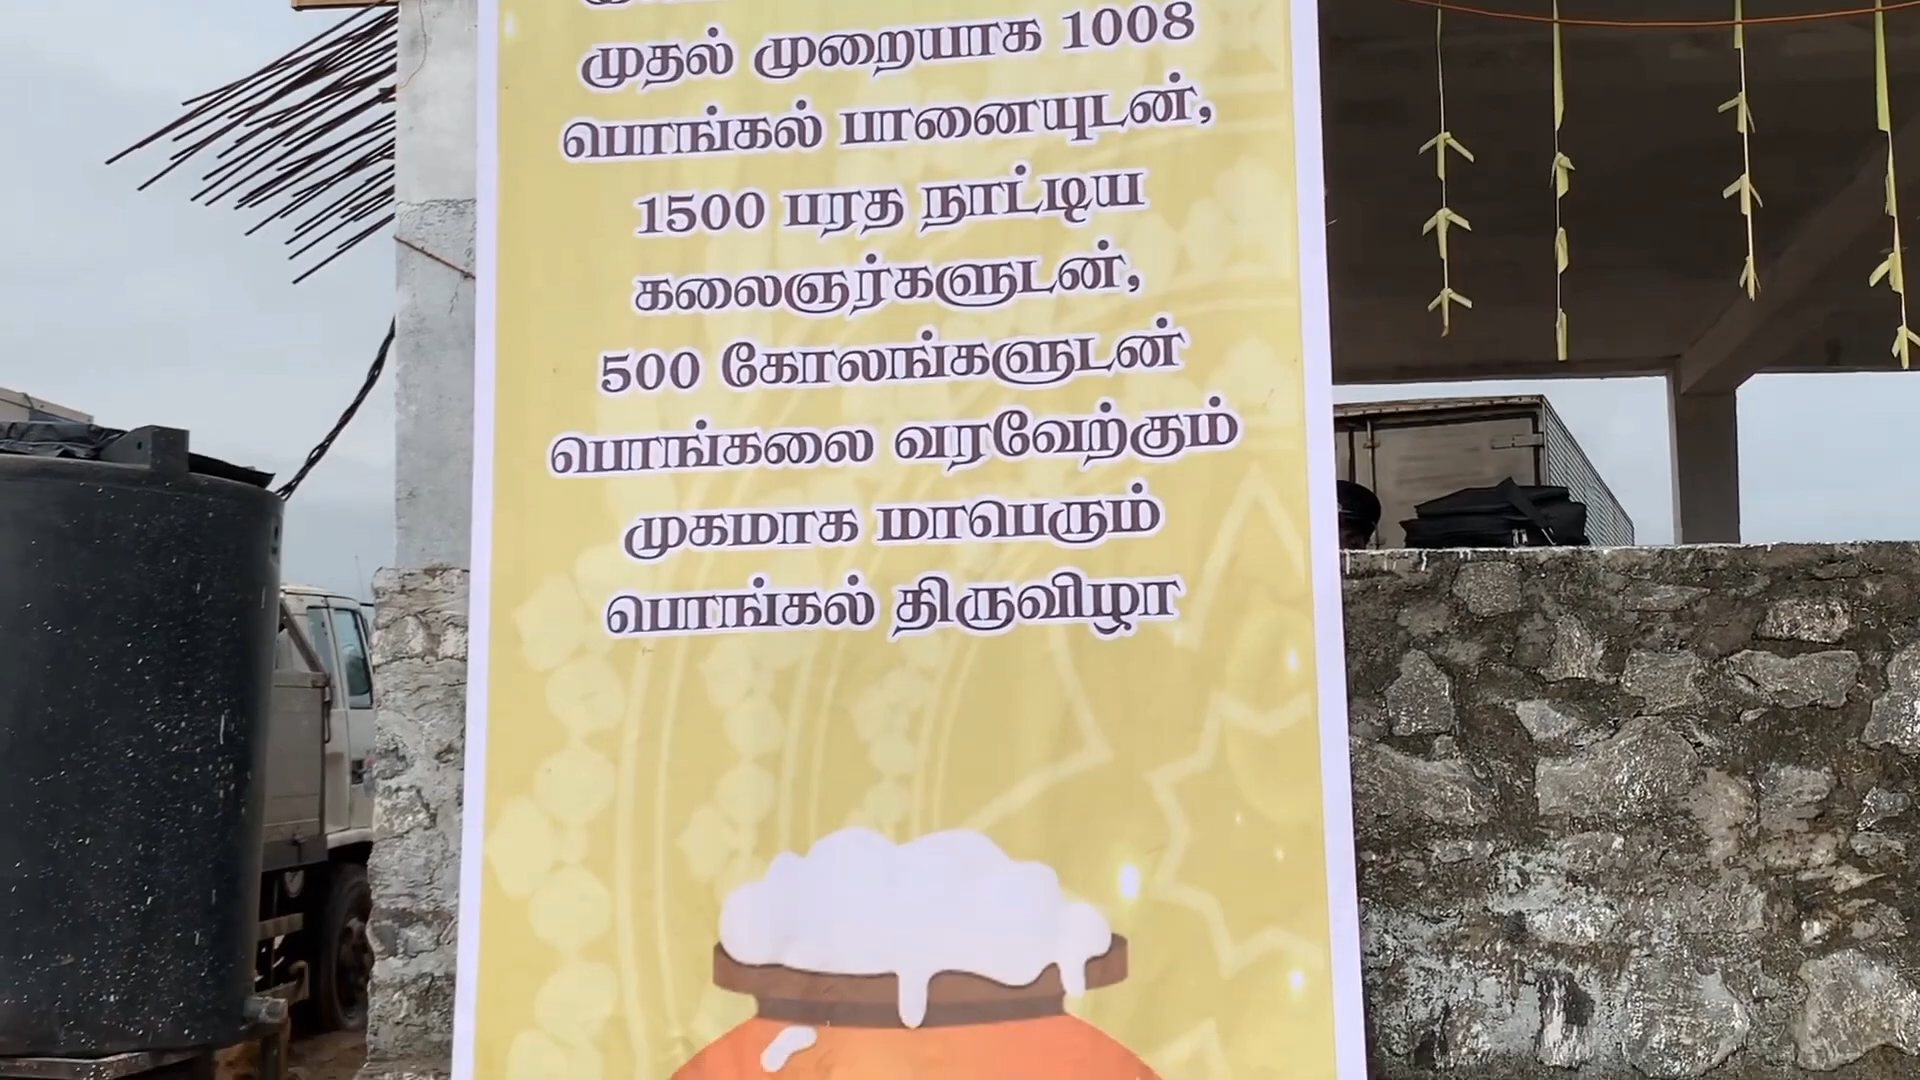 முதல் முறையாக 1008
பொங்கல் பானையுடன்,
1500 பரத நாட்டிய
கலைஞர்களுடன்,
500 கோலங்களுடன்
பொங்கலை வரவேற்கும்
முகமாக மாபெரும்
பொங்கல் திருவிழா